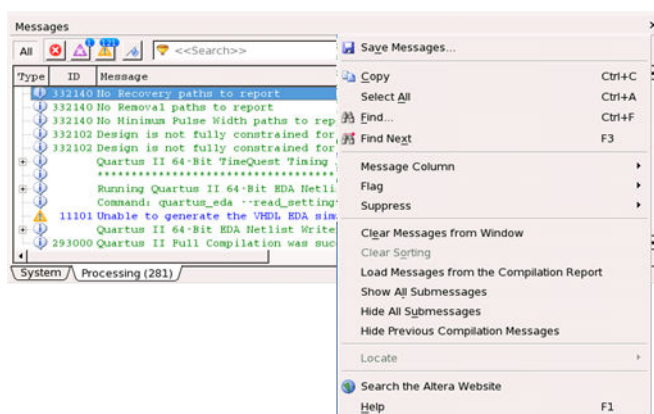 Messages
All <<Search>>
Type ID Message
332140 No Recovery paths to report
332140 No Removal paths to report
332140 No Minimum Pulse Width paths to rep
332102 Design is not fully constrained for
332102 Design is not fully constrained for
Quartus II 64-Bit TimeQuest Timing
***********************************
Running Quartus II 64-Bit EDA Netli
Command: quartus_eda --read_setting
11101 Unable to generate the VHDL EDA simu
Quartus II 64-Bit EDA Netlist Write
293000 Quartus II Full Compilation was suc
System Processing (281)
Save Messages...
Copy Ctrl+C
Select All Ctrl+A
Find... Ctrl+F
Find Next F3
Message Column
Flag
Suppress
Clear Messages from Window
Clear Sorting
Load Messages from the Compilation Report
Show All Submessages
Hide All Submessages
Hide Previous Compilation Messages
Locate
Search the Altera Website
Help F1